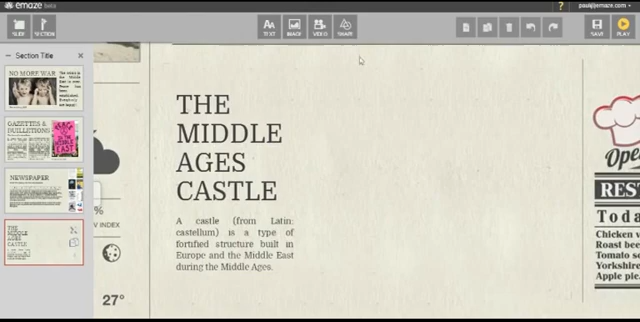 emaze Beta
? paul@emaze.com
SLIDE SECTION TEXT IMAGE VIDEO SHAPE SAVE PLAY
Section Title
NO MORE WAR
GAZETTES &
BULLETINS
NEWSPAPER
THE
MIDDLE
AGES
CASTLE
THE
MIDDLE
AGES
CASTLE
A castle (from Latin:
castellum) is a type of
fortified structure built in
Europe and the Middle East
during the Middle Ages.
%
V INDEX
27°
Ope
RES
Toda
Chicken v
Roast bee
Tomato so
Yorkshire
Apple pie.